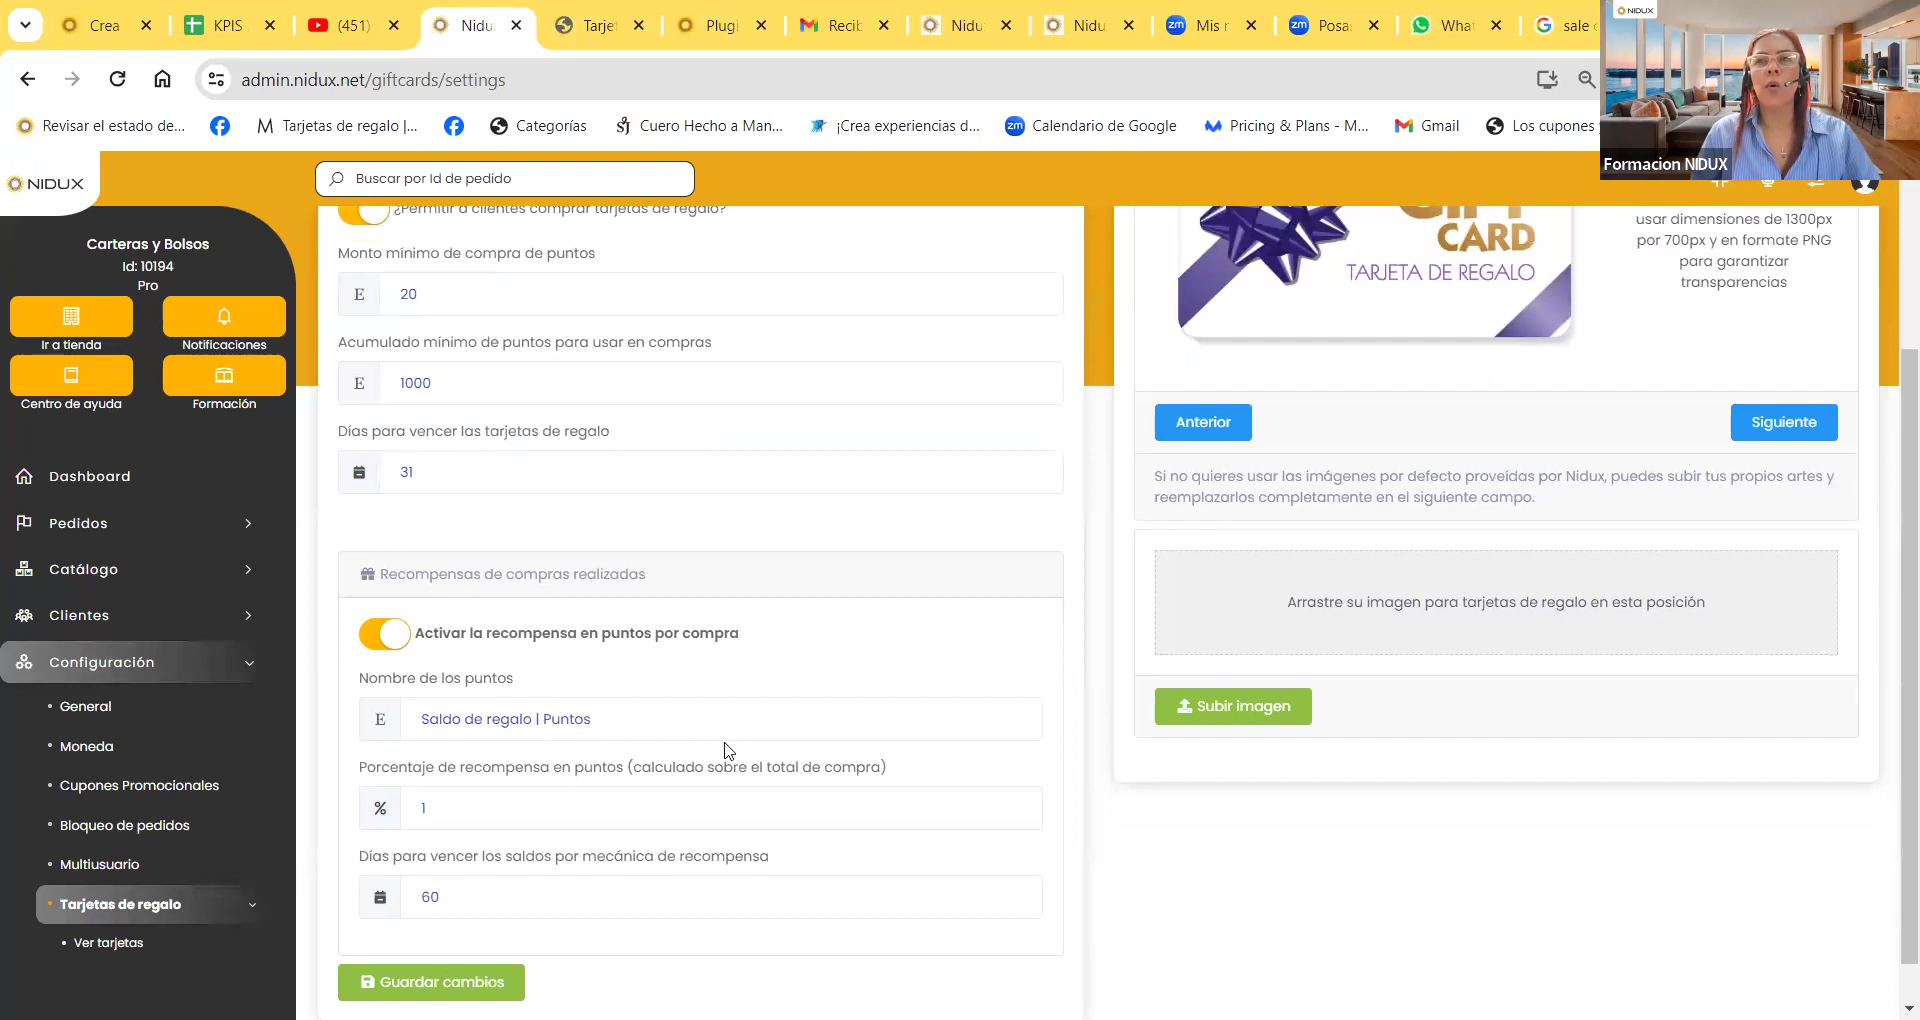 Crea
KPIS
(451)
Nidu
Tarje
Plugi
Recib
Nidu
Nidu
Mis r
Posa
What
sale
NIDUX
admin.nidux.net/giftcards/settings
Revisar el estado de...
Tarjetas de regalo |...
Categorías
Cuero Hecho a Man...
¡Crea experiencias d...
Calendario de Google
Pricing & Plans - M...
Gmail
Los cupones
Formacion NIDUX
NIDUX
Buscar por Id de pedido
Carteras y Bolsos
Id: 10194
Pro
Ir a tienda
Notificaciones
Centro de ayuda
Formación
Dashboard
Pedidos
Catálogo
Clientes
Configuración
General
Moneda
Cupones Promocionales
Bloqueo de pedidos
Multiusuario
Tarjetas de regalo
Ver tarjetas
¿Permitir a clientes comprar tarjetas de regalo?
Monto mínimo de compra de puntos
E 20
Acumulado mínimo de puntos para usar en compras
E 1000
Días para vencer las tarjetas de regalo
31
Recompensas de compras realizadas
Activar la recompensa en puntos por compra
Nombre de los puntos
E Saldo de regalo | Puntos
Porcentaje de recompensa en puntos (calculado sobre el total de compra)
% 1
Días para vencer los saldos por mecánica de recompensa
60
Guardar cambios
GIFT
CARD
TARJETA DE REGALO
usar dimensiones de 1300px
por 700px y en formate PNG
para garantizar
transparencias
Anterior
Siguiente
Si no quieres usar las imágenes por defecto proveídas por Nidux, puedes subir tus propios artes y
reemplazarlos completamente en el siguiente campo.
Arrastre su imagen para tarjetas de regalo en esta posición
Subir imagen